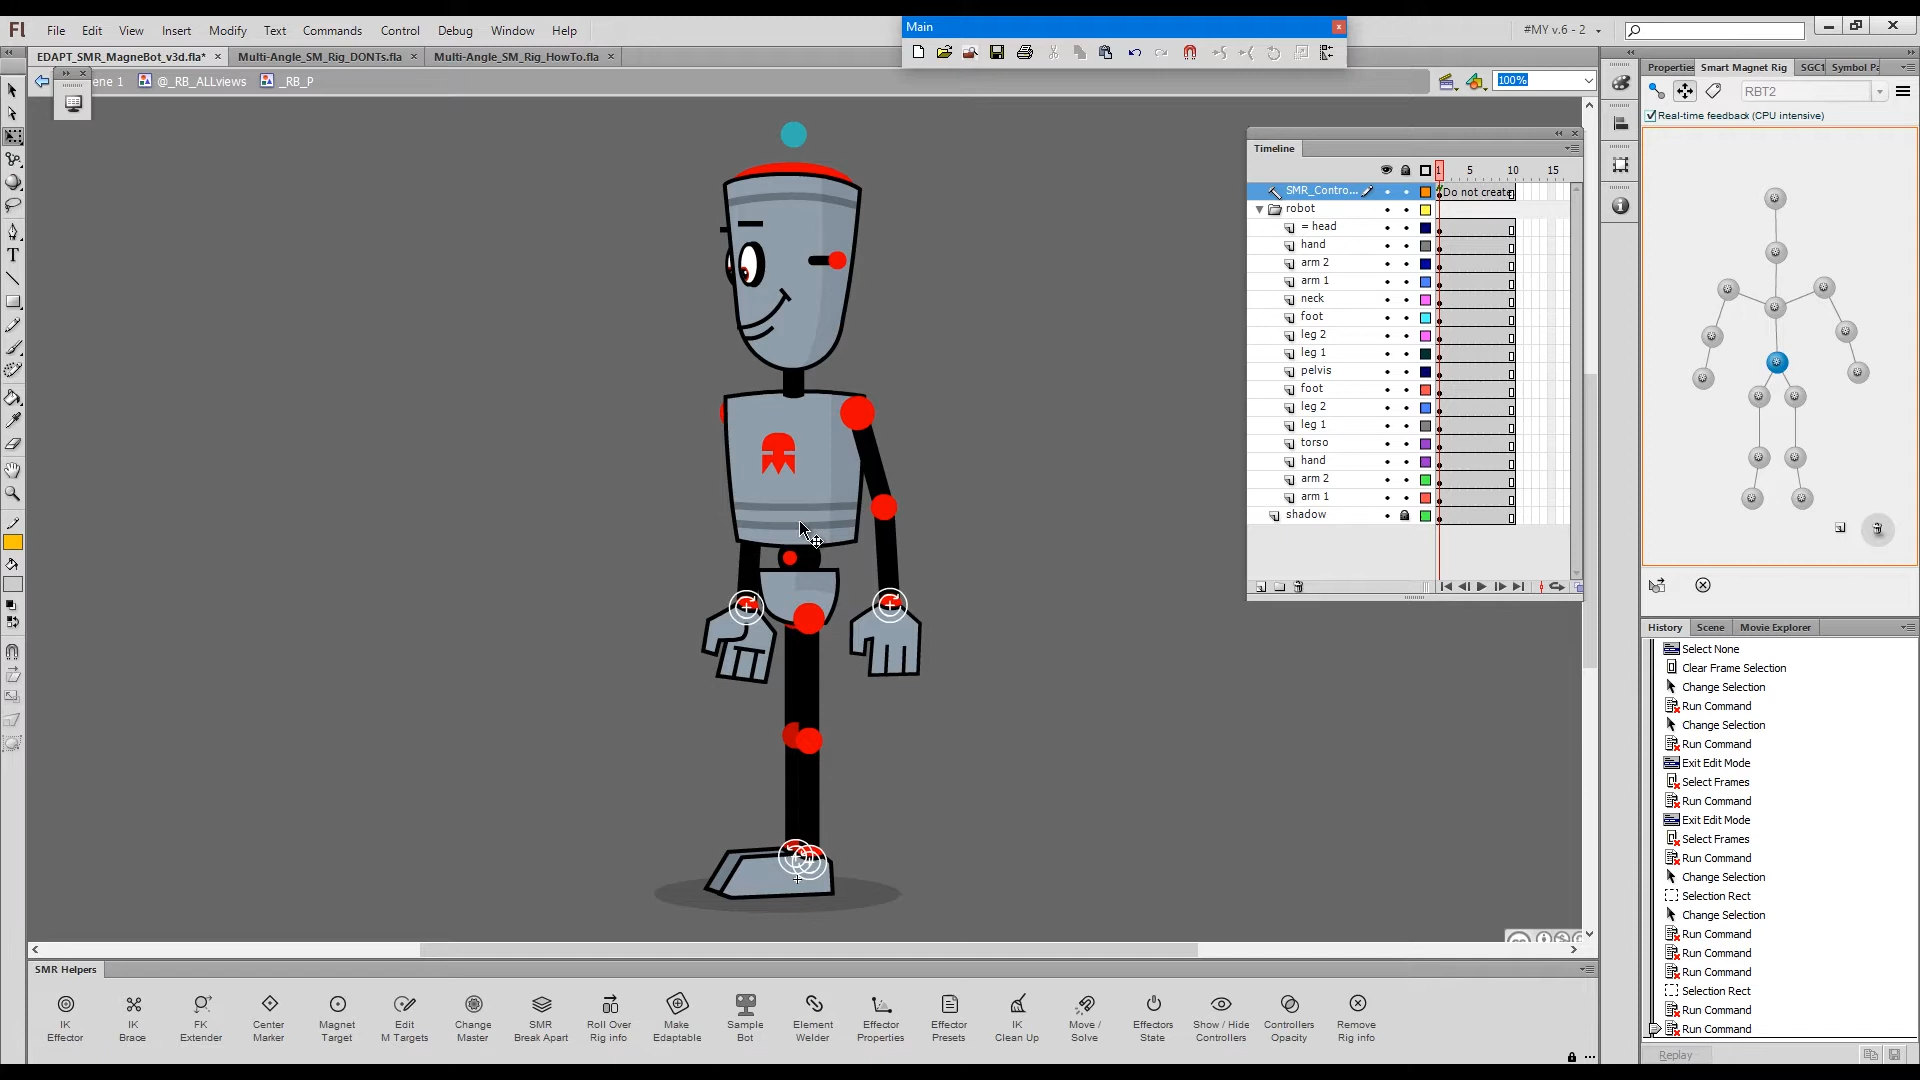 Fl File Edit View Insert Modify Text Commands Control Debug Window Help
Main
#MY v.6 - 2
EDAPT_SMR_MagneBot_v3d.fla* × Multi-Angle_SM_Rig_DONTs.fla × Multi-Angle_SM_Rig_HowTo.fla ×
ene 1 @_RB_ALLviews _RB_P
100%
Properties Smart Magnet Rig SGC1 Symbol Pa
RBT2
Real-time feedback (CPU intensive)
Timeline
1 5 10 15
SMR_Contro... Do not create
robot
= head
hand
arm 2
arm 1
neck
foot
leg 2
leg 1
pelvis
foot
leg 2
leg 1
torso
hand
arm 2
arm 1
shadow
History Scene Movie Explorer
Select None
Clear Frame Selection
Change Selection
Run Command
Change Selection
Run Command
Exit Edit Mode
Select Frames
Run Command
Exit Edit Mode
Select Frames
Run Command
Change Selection
Selection Rect
Change Selection
Run Command
Run Command
Run Command
Selection Rect
Run Command
Run Command
Replay
SMR Helpers
IK Effector
IK Brace
FK Extender
Center Marker
Magnet Target
Edit M Targets
Change Master
SMR Break Apart
Roll Over Rig info
Make Adaptable
Sample Bot
Element Welder
Effector Properties
Effector Presets
IK Clean Up
Move / Solve
Effectors State
Show / Hide Controllers
Controllers Opacity
Remove Rig info